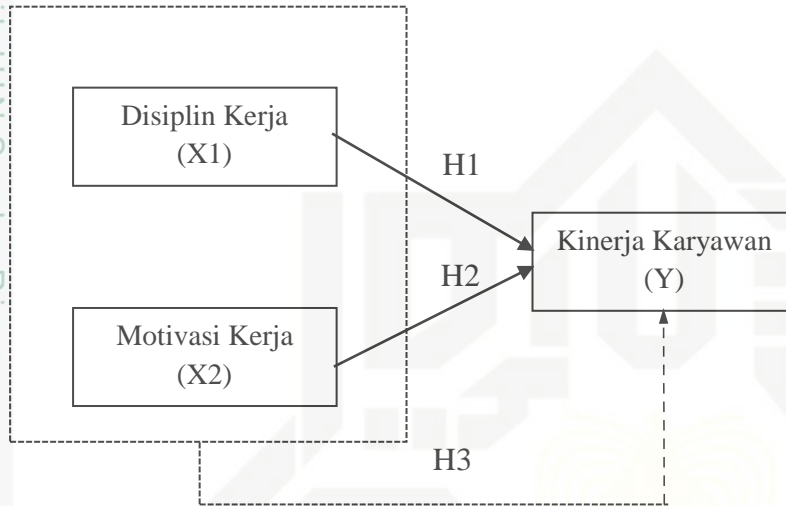 Disiplin Kerja
(X1)
H1
Kinerja Karyawan
(Y)
H2
Motivasi Kerja
(X2)
H3